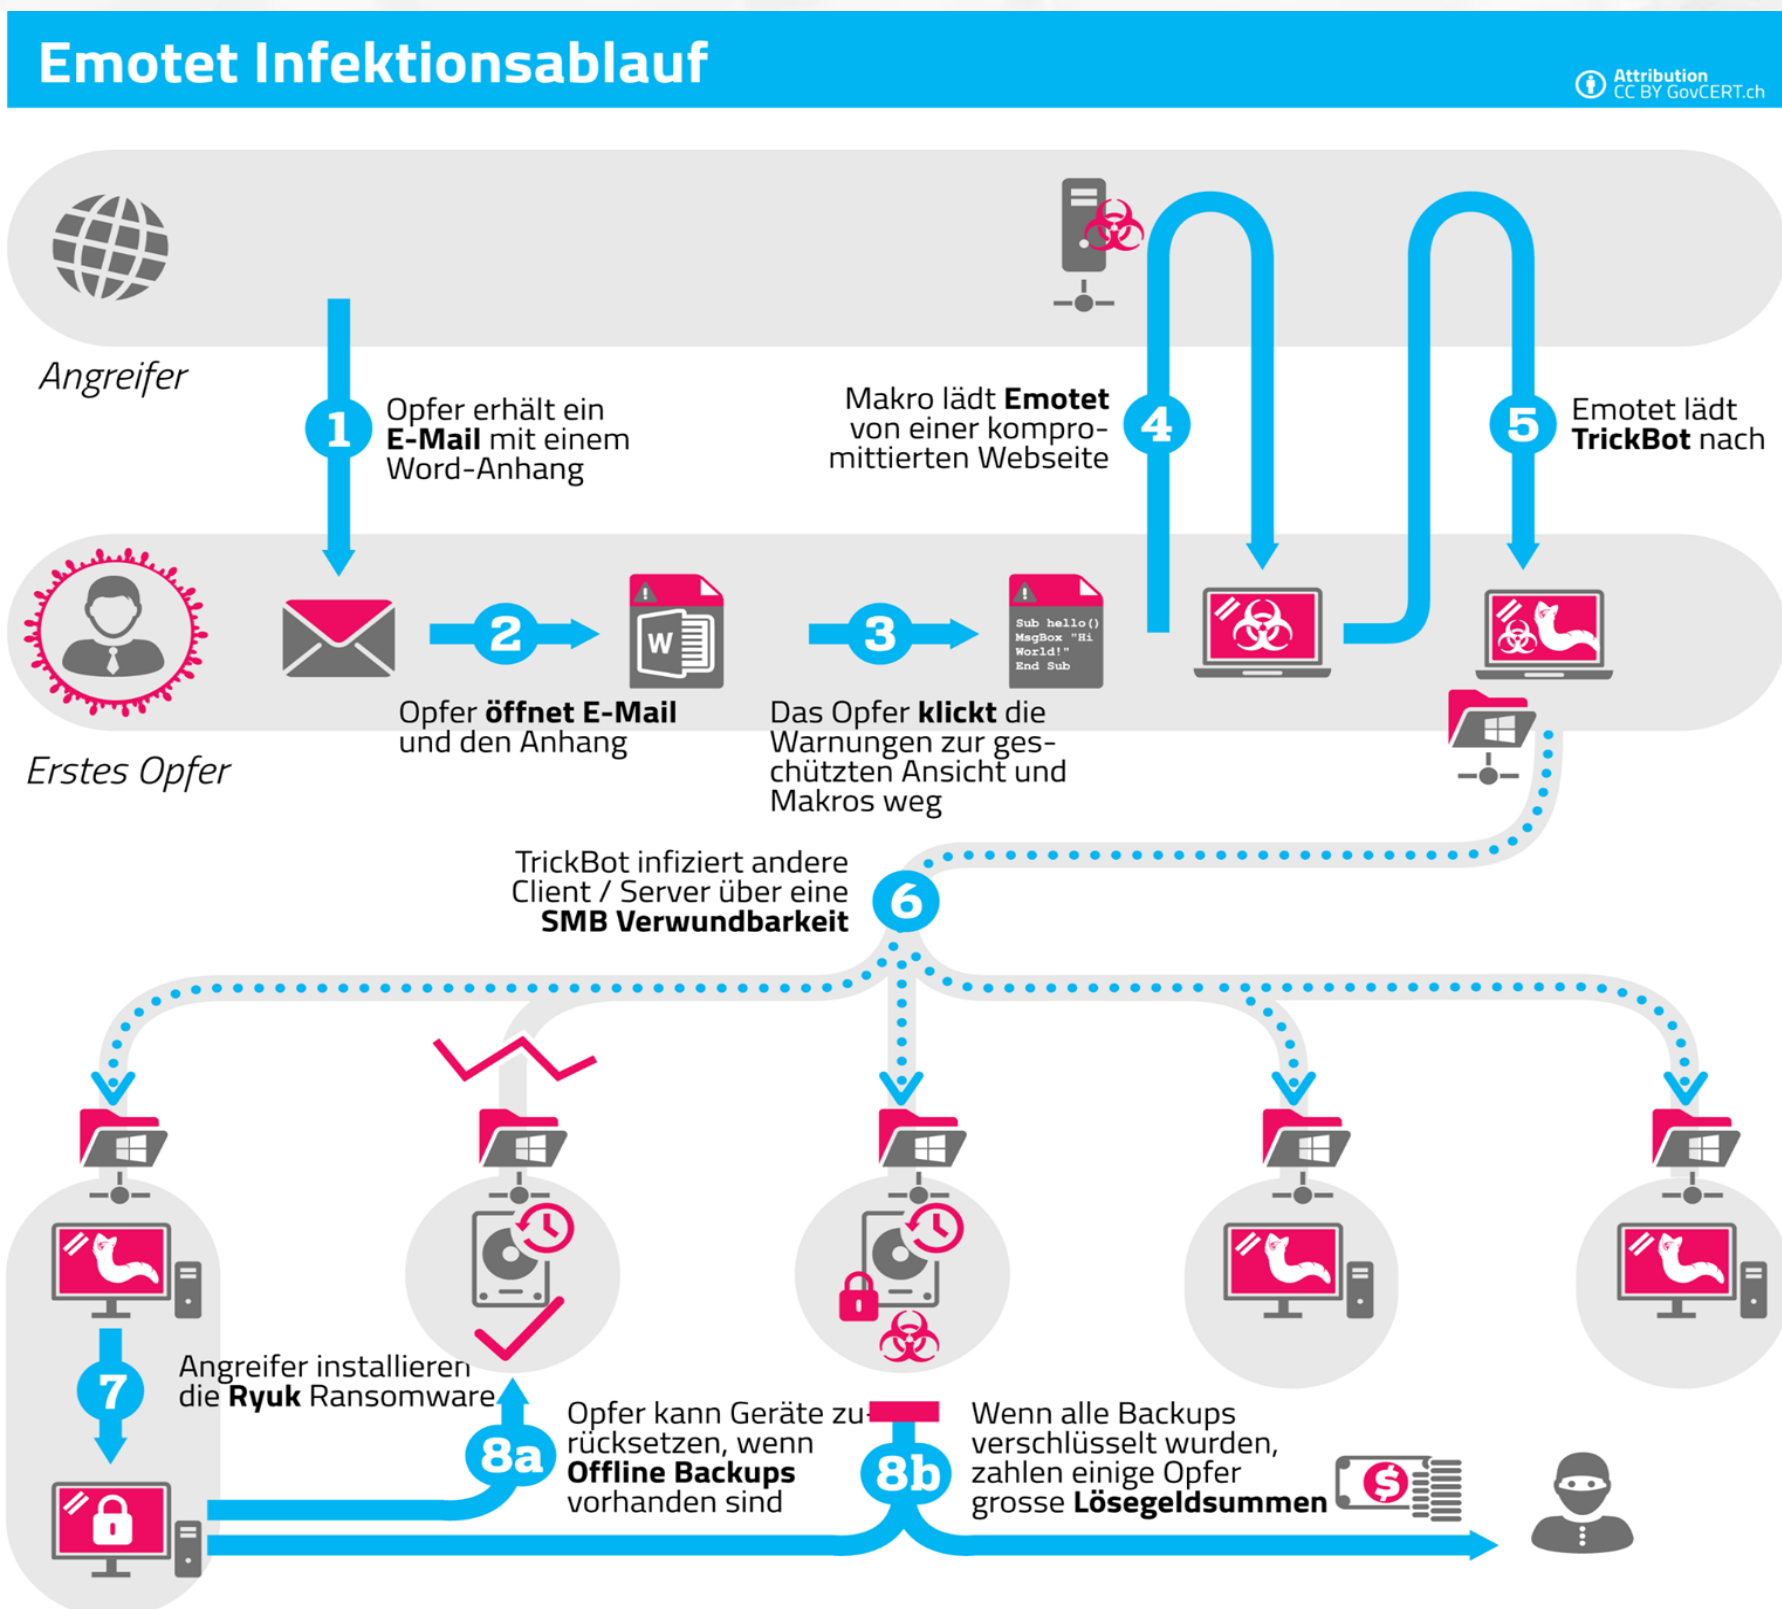 Emotet Infektionsablauf
Attribution
CC BY GovCERT.ch
Angreifer
1
Opfer erhält ein
E-Mail mit einem
Word-Anhang
Makro lädt Emotet
von einer kompro-
mittierten Webseite
4
5
Emotet lädt
TrickBot nach
2
W
3
Sub hello()
MsgBox "Hi
World!"
End Sub
Opfer öffnet E-Mail
und den Anhang
Das Opfer klickt die
Warnungen zur ges-
chützten Ansicht und
Makros weg
Erstes Opfer
TrickBot infiziert andere
Client / Server über eine
SMB Verwundbarkeit
6
7
Angreifer installieren
die Ryuk Ransomware
8a
Opfer kann Geräte zu-
rücksetzen, wenn
Offline Backups
vorhanden sind
8b
Wenn alle Backups
verschlüsselt wurden,
zahlen einige Opfer
grosse Lösegeldsummen
$